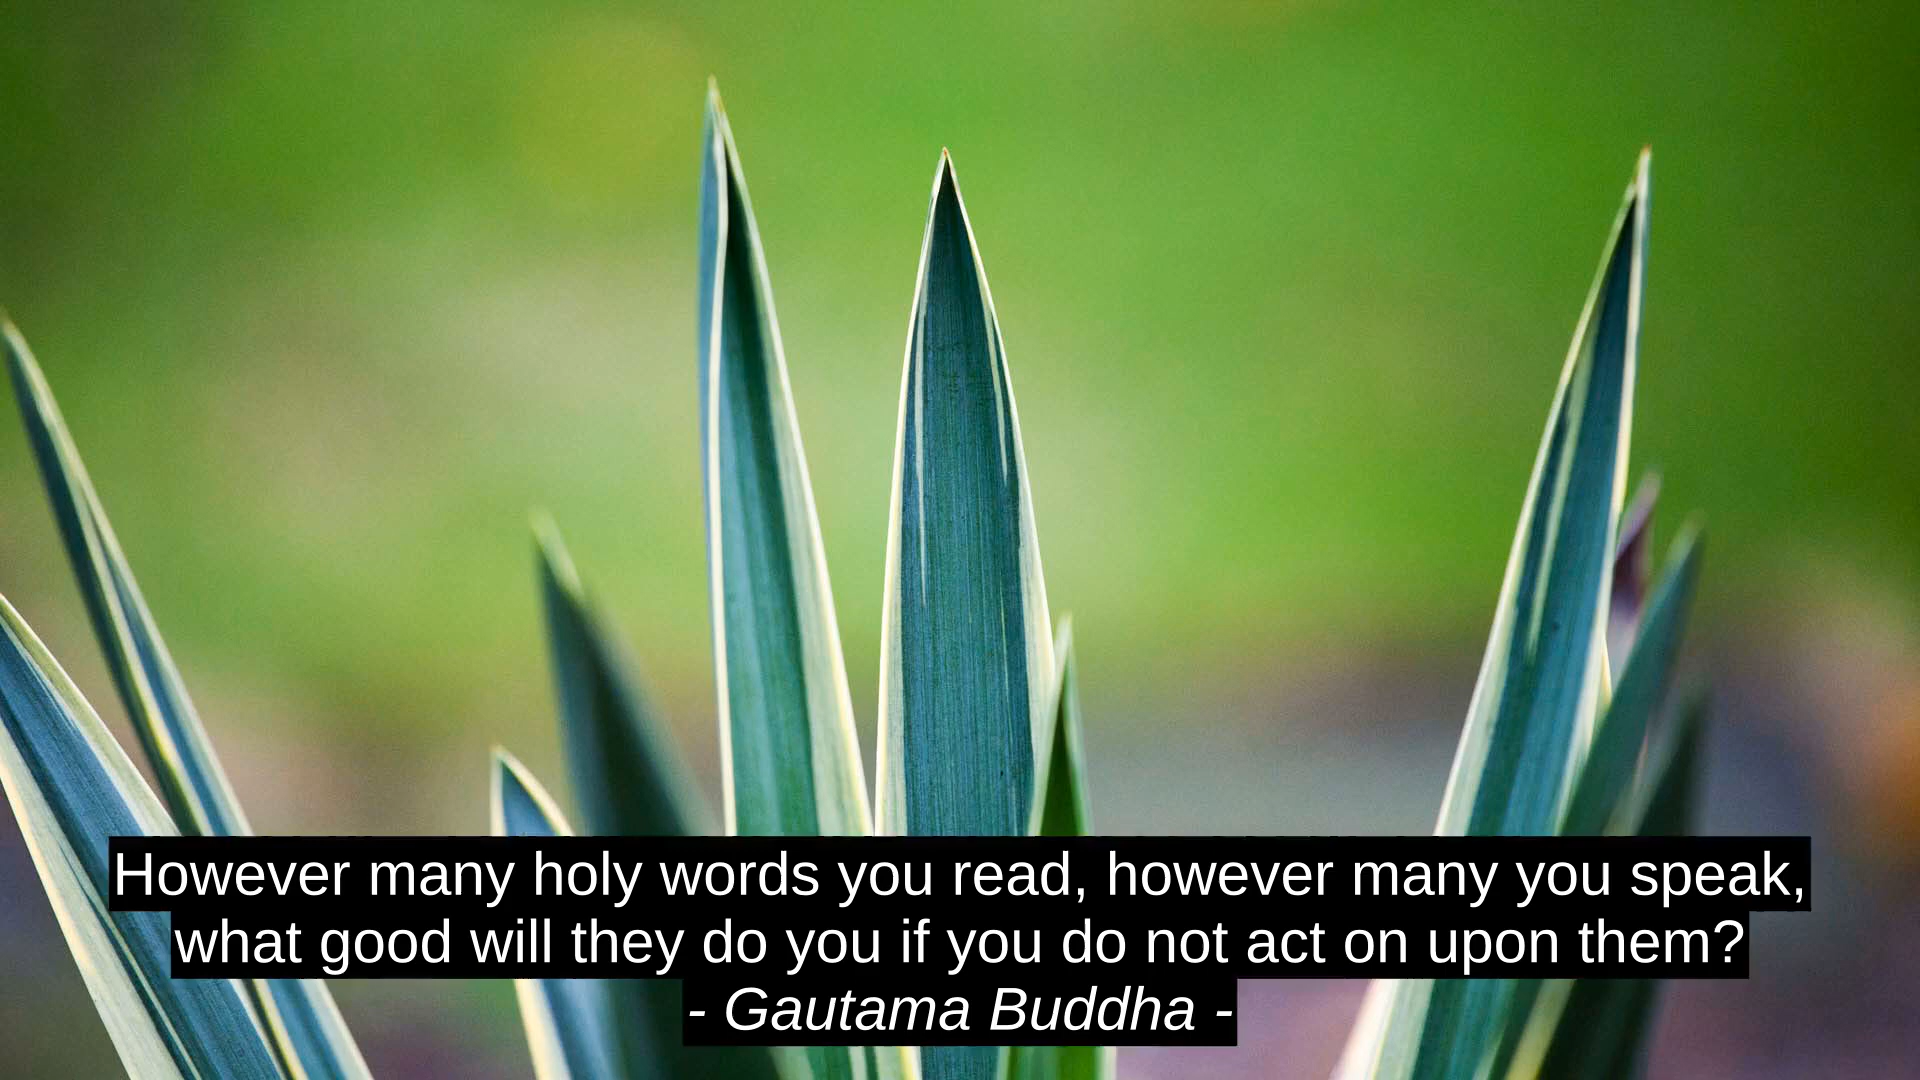 However many holy words you read, however many you speak,
what good will they do you if you do not act on upon them?
- Gautama Buddha -